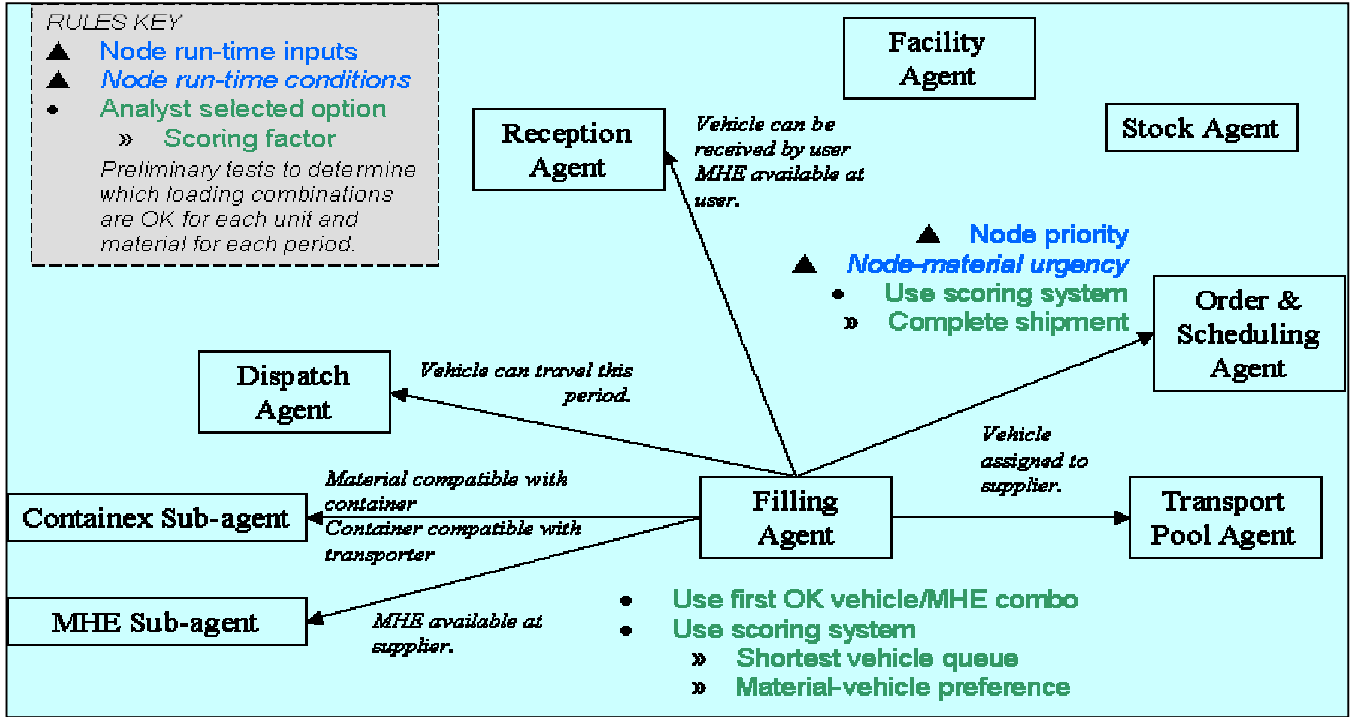 RULES KEY
▲ Node run-time inputs
▲ Node run-time conditions
• Analyst selected option
» Scoring factor
Preliminary tests to determine
which loading combinations
are OK for each unit and
material for each period.
Facility
Agent
Stock Agent
Reception
Agent
Vehicle can be
received by user
MHE available at
user.
▲ Node priority
▲ Node-material urgency
• Use scoring system
» Complete shipment
Order &
Scheduling
Agent
Dispatch
Agent
Vehicle can travel this
period.
Vehicle
assigned to
supplier.
Material compatible with
container
Container compatible with
transporter
Containex Sub-agent
Filling
Agent
Transport
Pool Agent
MHE Sub-agent
MHE available at
supplier.
• Use first OK vehicle/MHE combo
• Use scoring system
» Shortest vehicle queue
» Material-vehicle preference